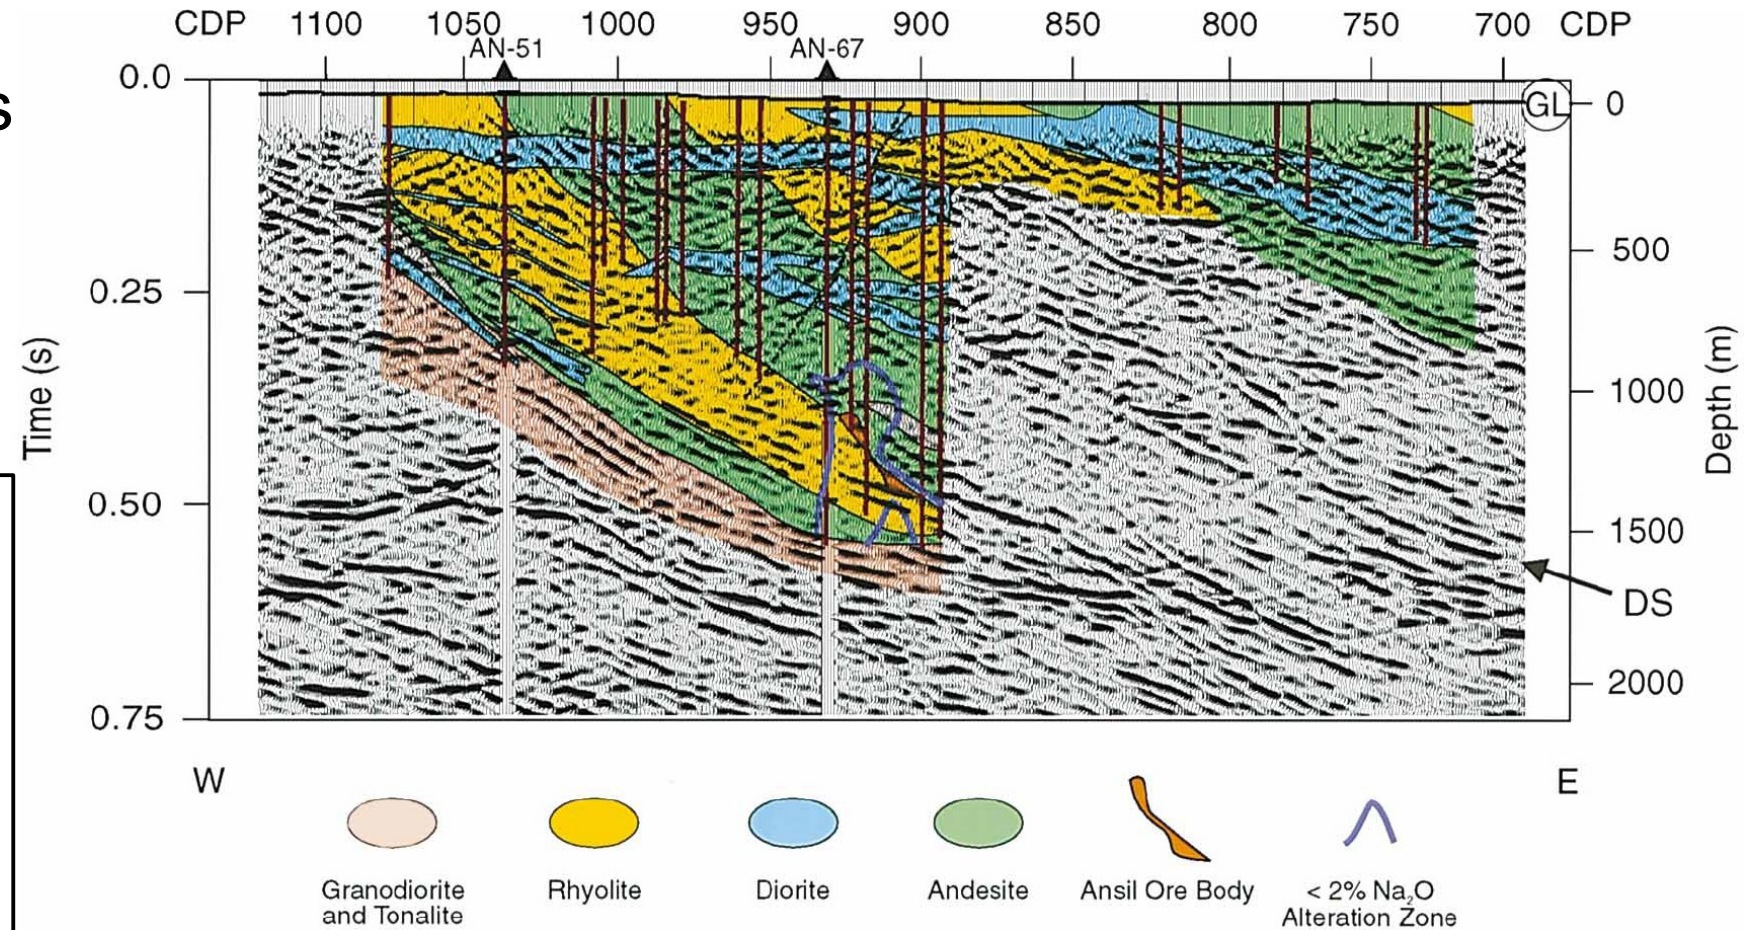 CDP 1100 1050 1000 950 900 850 800 750 700 CDP
AN-51 AN-67
s
0.0
0.25
0.50
0.75
Time (s)
GL
0
500
1000
1500
2000
Depth (m)
DS
W
E
Granodiorite
and Tonalite
Rhyolite
Diorite
Andesite
Ansil Ore Body
< 2% Na₂O
Alteration Zone